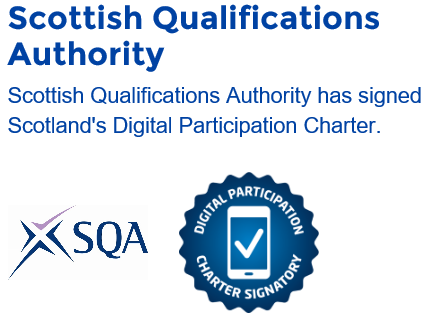 Scottish Qualifications
Authority
Scottish Qualifications Authority has signed
Scotland's Digital Participation Charter.
SQA
DIGITAL PARTICIPATION
CHARTER SIGNATORY